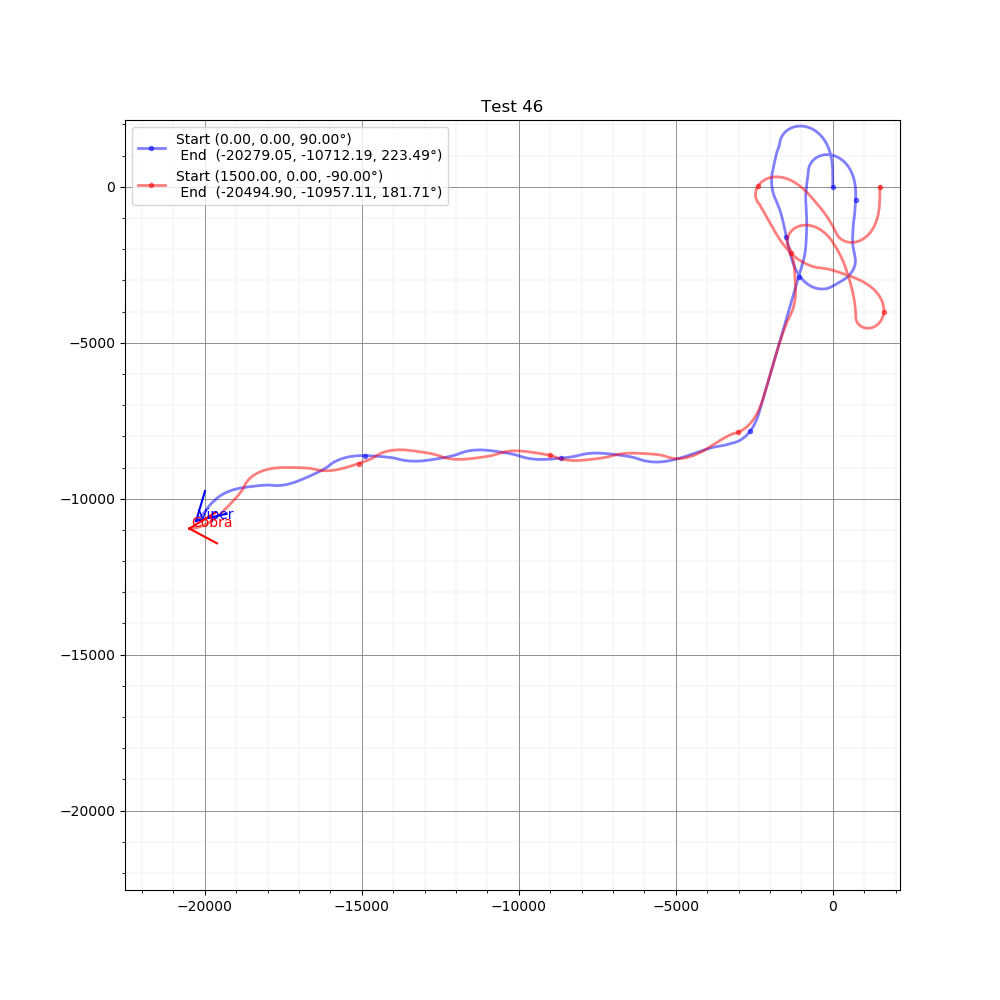 Test 46
Start (0.00, 0.00, 90.00°)
End (-20279.05, -10712.19, 223.49°)
Start (1500.00, 0.00, -90.00°)
End (-20494.90, -10957.11, 181.71°)
0
−5000
−10000
−15000
−20000
Viper
Cobra
−20000
−15000
−10000
−5000
0